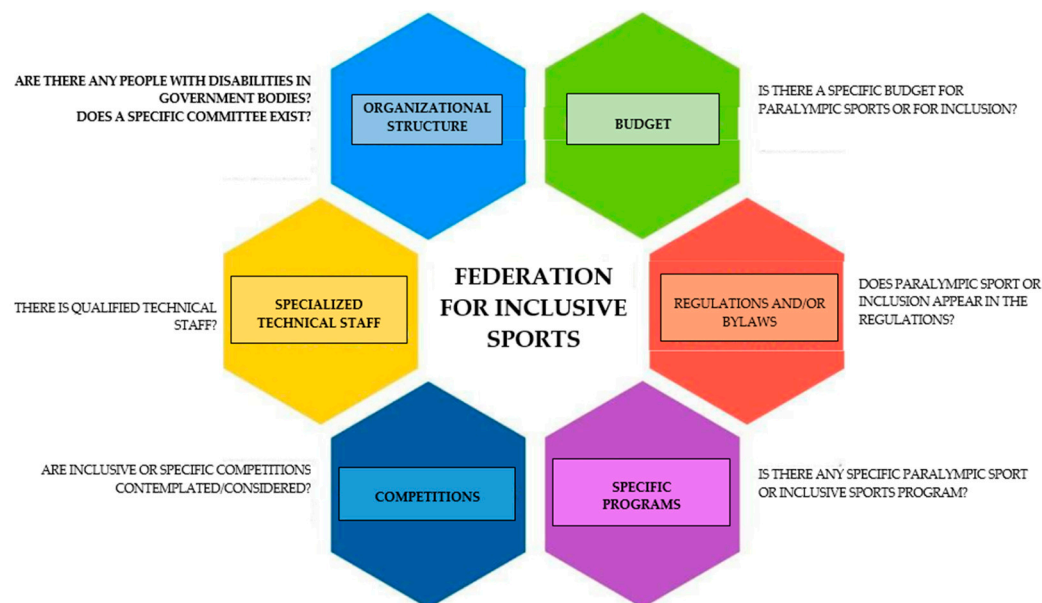 ARE THERE ANY PEOPLE WITH DISABILITIES IN
GOVERNMENT BODIES?
DOES A SPECIFIC COMMITTEE EXIST?
ORGANIZATIONAL
STRUCTURE
BUDGET
IS THERE A SPECIFIC BUDGET FOR
PARALYMPIC SPORTS OR FOR INCLUSION?
THERE IS QUALIFIED TECHNICAL
STAFF?
SPECIALIZED
TECHNICAL STAFF
FEDERATION
FOR INCLUSIVE
SPORTS
REGULATIONS AND/OR
BYLAWS
DOES PARALYMPIC SPORT OR
INCLUSION APPEAR IN THE
REGULATIONS?
ARE INCLUSIVE OR SPECIFIC COMPETITIONS
CONTEMPLATED/CONSIDERED?
COMPETITIONS
SPECIFIC
PROGRAMS
IS THERE ANY SPECIFIC PARALYMPIC SPORT
OR INCLUSIVE SPORTS PROGRAM?